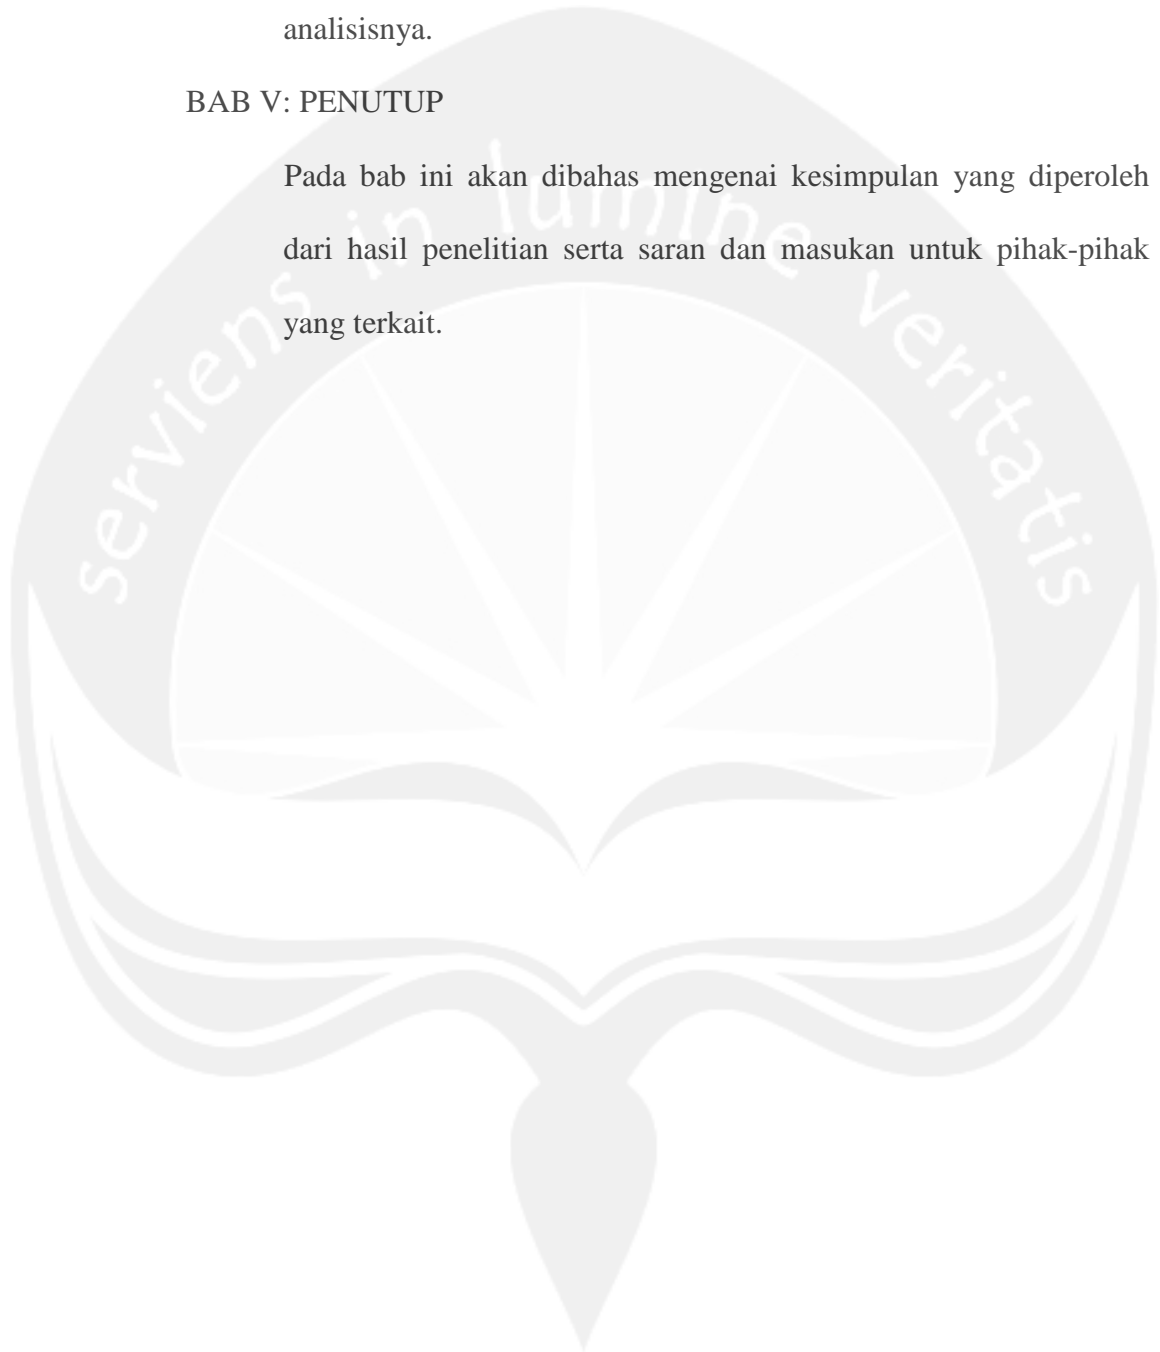 analisisnya.
BAB V: PENUTUP
Pada bab ini akan dibahas mengenai kesimpulan yang diperoleh
dari hasil penelitian serta saran dan masukan untuk pihak-pihak
yang terkait.
serviens in lumine veritatis